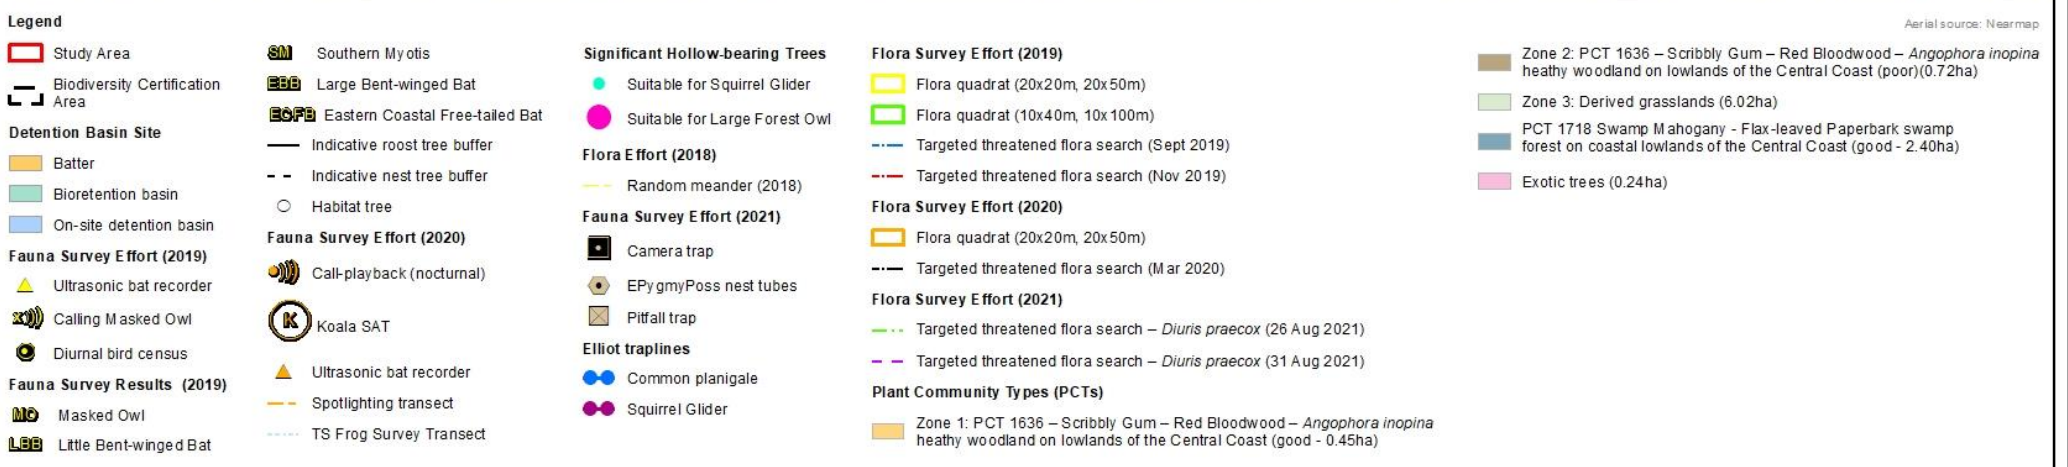 Legend
Study Area
Biodiversity Certification
Area
Detention Basin Site
Batter
Bioretention basin
On-site detention basin
Fauna Survey Effort (2019)
Ultrasonic bat recorder
Calling Masked Owl
Diurnal bird census
Fauna Survey Results (2019)
MO Masked Owl
LBB Little Bent-winged Bat
SM Southern Myotis
EBB Large Bent-winged Bat
ECFB Eastern Coastal Free-tailed Bat
Indicative roost tree buffer
Indicative nest tree buffer
Habitat tree
Fauna Survey Effort (2020)
Call-playback (nocturnal)
K Koala SAT
Ultrasonic bat recorder
Spotlighting transect
TS Frog Survey Transect
Significant Hollow-bearing Trees
Suitable for Squirrel Glider
Suitable for Large Forest Owl
Flora Effort (2018)
Random meander (2018)
Fauna Survey Effort (2021)
Camera trap
EPygmyPoss nest tubes
Pitfall trap
Elliot traplines
Common planigale
Squirrel Glider
Flora Survey Effort (2019)
Flora quadrat (20x20m, 20x50m)
Flora quadrat (10x40m, 10x100m)
Targeted threatened flora search (Sept 2019)
Targeted threatened flora search (Nov 2019)
Flora Survey Effort (2020)
Flora quadrat (20x20m, 20x50m)
Targeted threatened flora search (Mar 2020)
Flora Survey Effort (2021)
Targeted threatened flora search – Diuris praecox (26 Aug 2021)
Targeted threatened flora search – Diuris praecox (31 Aug 2021)
Plant Community Types (PCTs)
Zone 1: PCT 1636 – Scribbly Gum – Red Bloodwood – Angophora inopina
heathy woodland on lowlands of the Central Coast (good - 0.45ha)
Aerial source: Nearmap
Zone 2: PCT 1636 – Scribbly Gum – Red Bloodwood – Angophora inopina
heathy woodland on lowlands of the Central Coast (poor)(0.72ha)
Zone 3: Derived grasslands (6.02ha)
PCT 1718 Swamp Mahogany - Flax-leaved Paperbark swamp
forest on coastal lowlands of the Central Coast (good - 2.40ha)
Exotic trees (0.24ha)